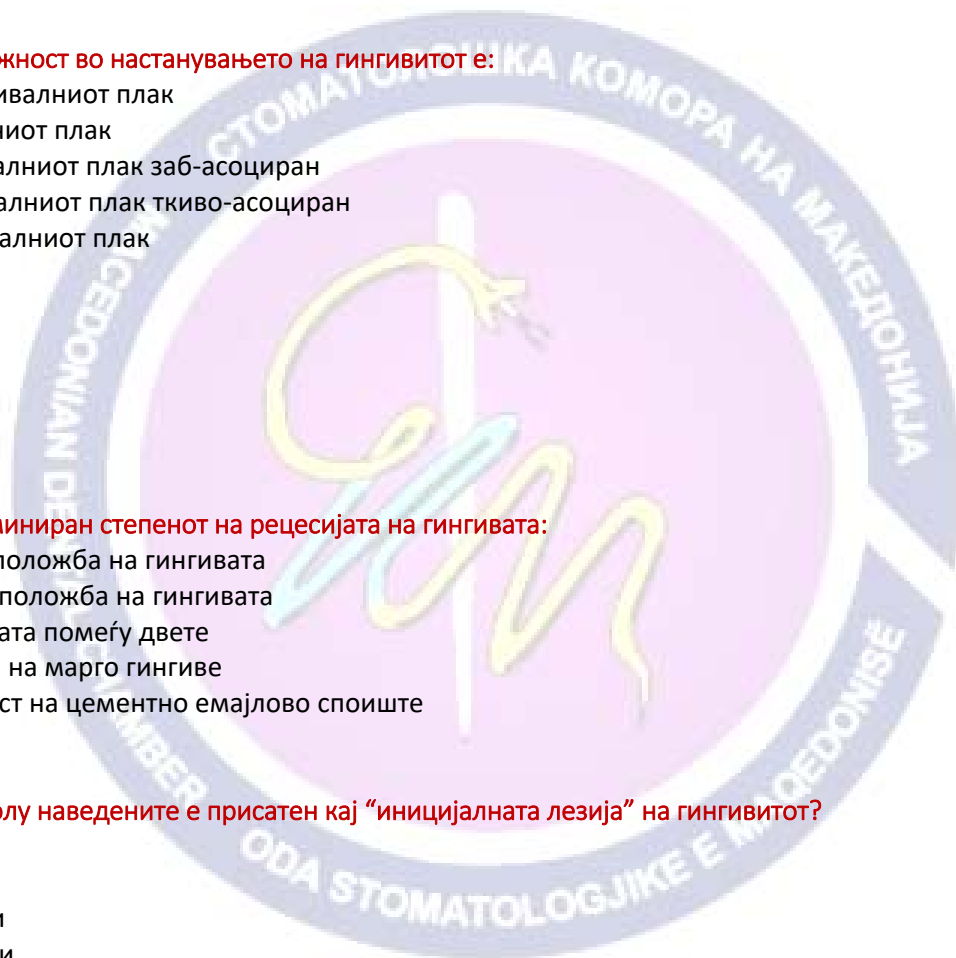 жност во настанувањето на гингивитот е:
ивалниот плак
ниот плак
алниот плак заб-асоциран
алниот плак ткиво-асоциран
алниот плак
миниран степенот на рецесијата на гингивата:
положба на гингивата
положба на гингивата
ата помеѓу двете
на марго гингиве
ст на цементно емајлово споиште
олу наведените е присатен кај “иницијалната лезија” на гингивитот?
и
и
СТОМАТОЛОШКА КОМОРА НА МАКЕДОНИЈА
MACEDONIAN DENTAL CHAMBER
ODA STOMATOLOGJIKE E MAQEDONISË